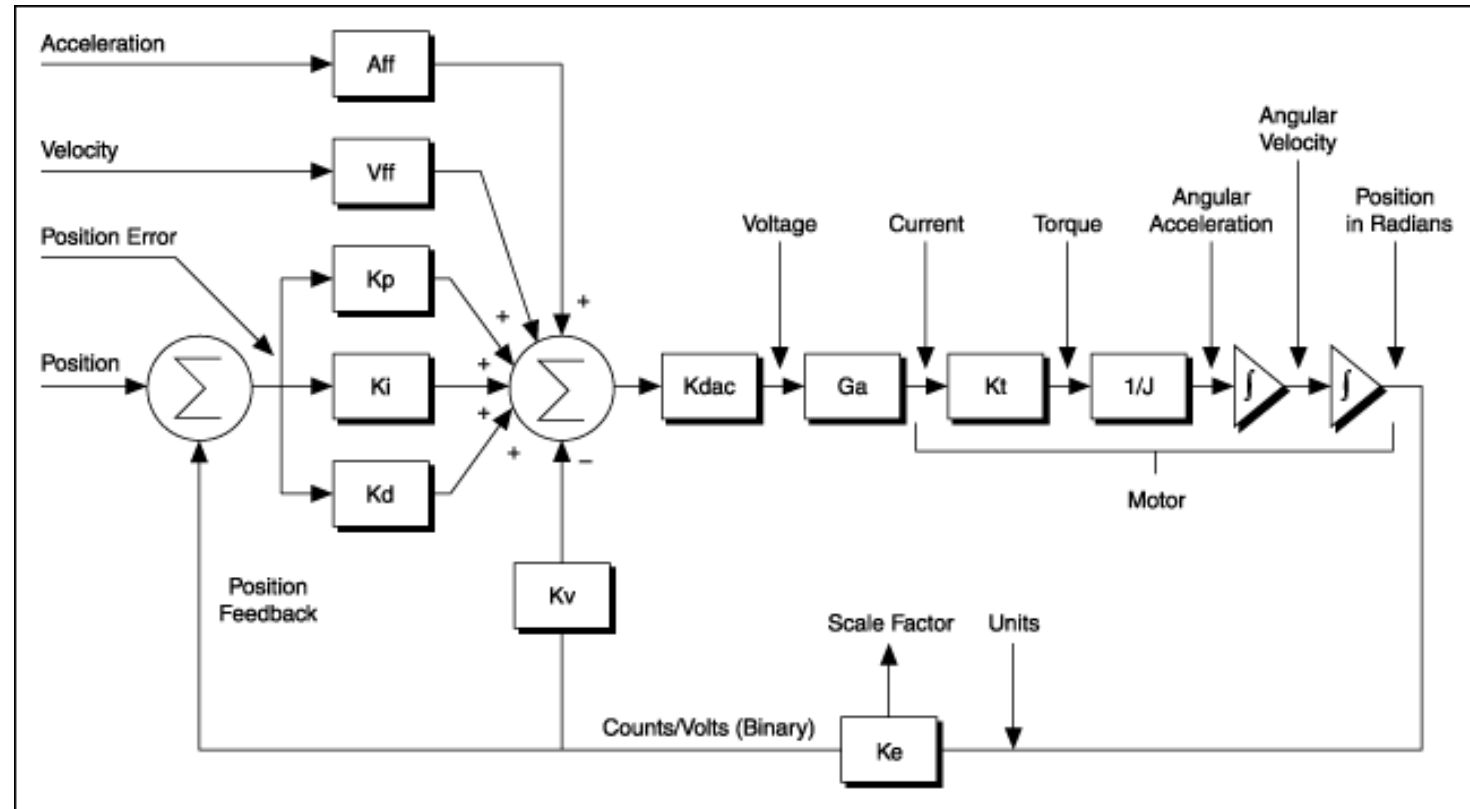 Acceleration
Aff
Velocity
Vff
Position Error
Kp
Position
Σ
Ki
Kd
+
+
+
+
+
−
Σ
Kv
Position
Feedback
Kdac
Voltage
Ga
Current
Kt
Torque
1/J
Angular
Acceleration
∫
Angular
Velocity
∫
Position
in Radians
Motor
Scale Factor
Units
Counts/Volts (Binary)
Ke